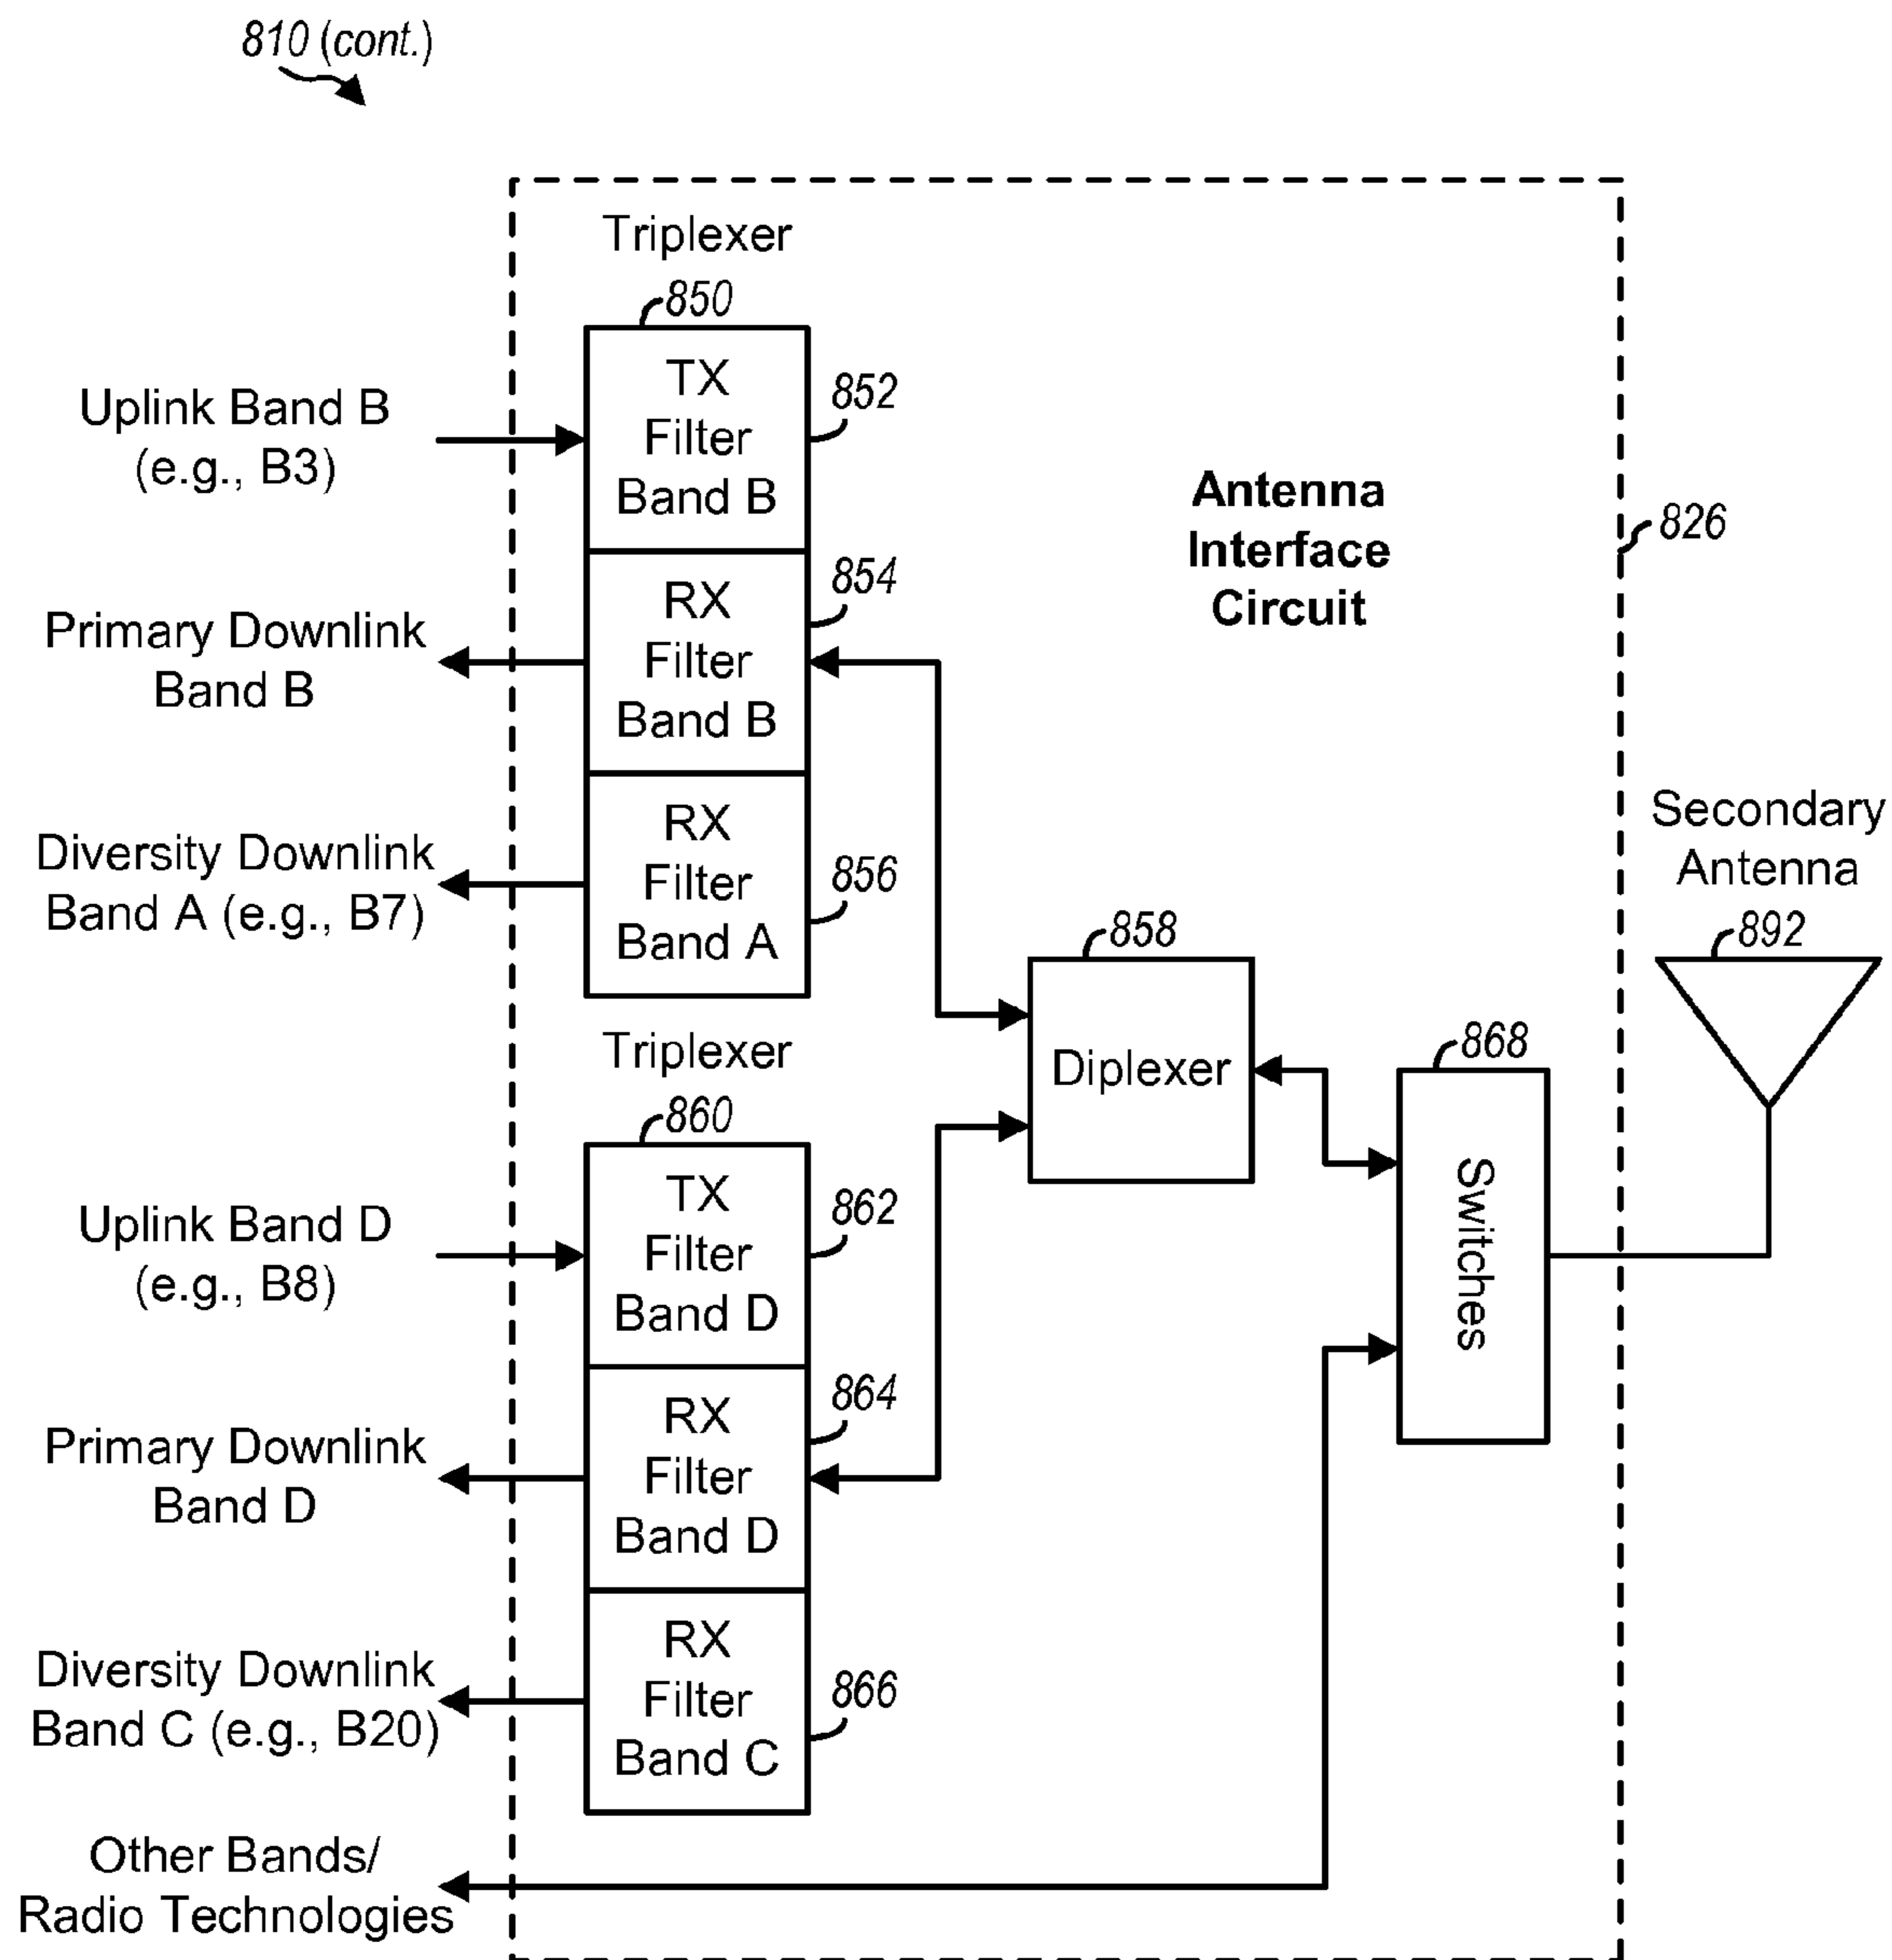 810 (cont.)
Triplexer
850
TX
Filter
Band B
852
Uplink Band B
(e.g., B3)
Antenna
Interface
Circuit
826
RX
Filter
Band B
854
Primary Downlink
Band B
RX
Filter
Band A
856
Diversity Downlink
Band A (e.g., B7)
Secondary
Antenna
892
858
Diplexer
868
Switches
Triplexer
860
TX
Filter
Band D
862
Uplink Band D
(e.g., B8)
RX
Filter
Band D
864
Primary Downlink
Band D
RX
Filter
Band C
866
Diversity Downlink
Band C (e.g., B20)
Other Bands/
Radio Technologies